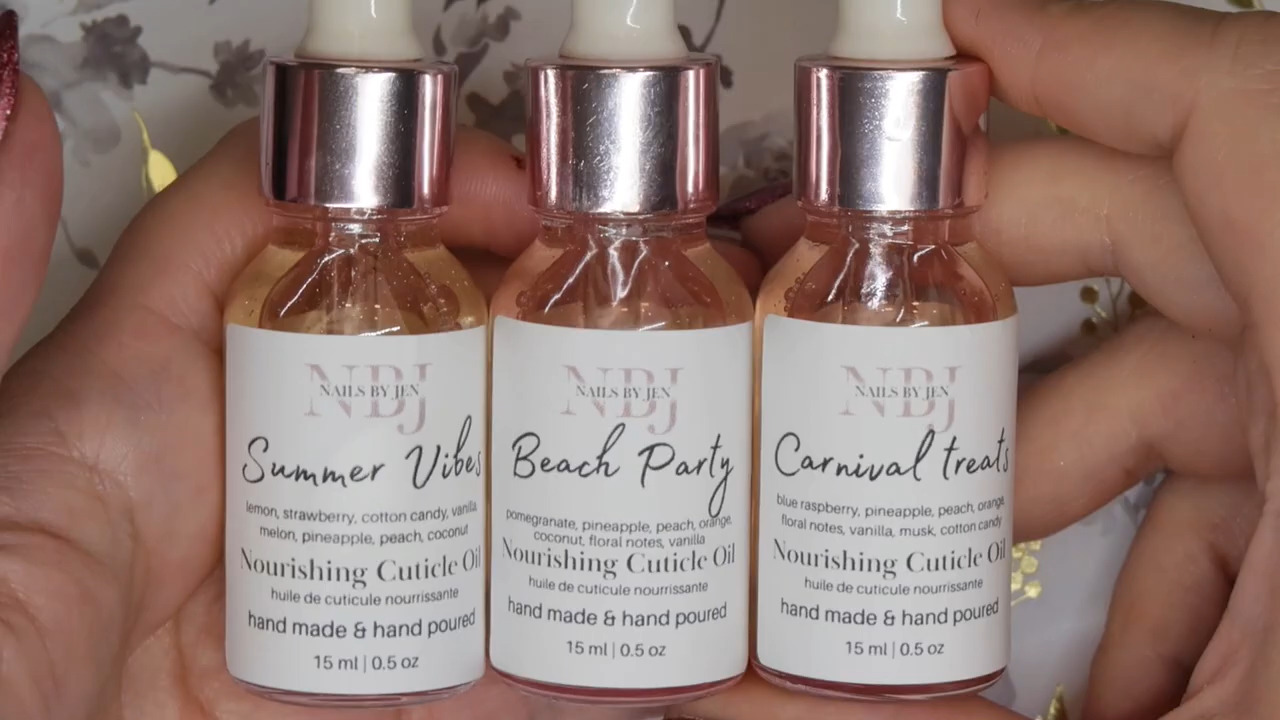 NBJ
NAILS BY JEN
Summer Vibes
lemon, strawberry, cotton candy, vanilla,
melon, pineapple, peach, coconut
Nourishing Cuticle Oil
huile de cuticule nourrissante
hand made & hand poured
15 ml | 0.5 oz
NBJ
NAILS BY JEN
Beach Party
pomegranate, pineapple, peach, orange,
coconut, floral notes, vanilla
Nourishing Cuticle Oil
huile de cuticule nourrissante
hand made & hand poured
15 ml | 0.5 oz
NBJ
NAILS BY JEN
Carnival treats
blue raspberry, pineapple, peach, orange,
floral notes, vanilla, musk, cotton candy
Nourishing Cuticle Oil
huile de cuticule nourrissante
hand made & hand poured
15 ml | 0.5 oz